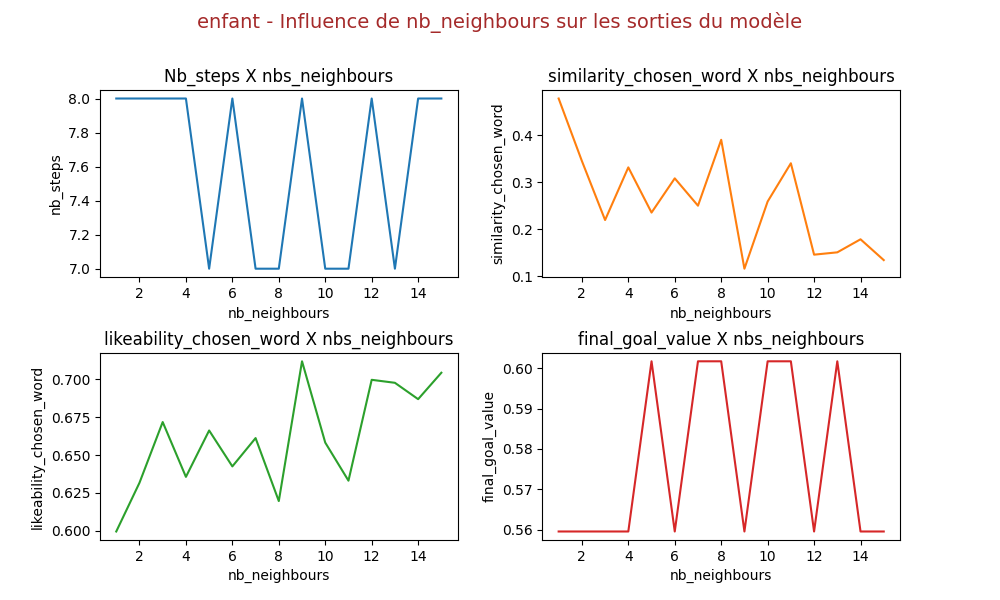 enfant - Influence de nb_neighbours sur les sorties du modèle
Nb_steps X nbs_neighbours
8.0
7.8
7.6
7.4
7.2
7.0
nb_steps
2 4 6 8 10 12 14
nb_neighbours
similarity_chosen_word X nbs_neighbours
0.4
0.3
0.2
0.1
similarity_chosen_word
2 4 6 8 10 12 14
nb_neighbours
likeability_chosen_word X nbs_neighbours
0.700
0.675
0.650
0.625
0.600
likeability_chosen_word
2 4 6 8 10 12 14
nb_neighbours
final_goal_value X nbs_neighbours
0.60
0.59
0.58
0.57
0.56
final_goal_value
2 4 6 8 10 12 14
nb_neighbours